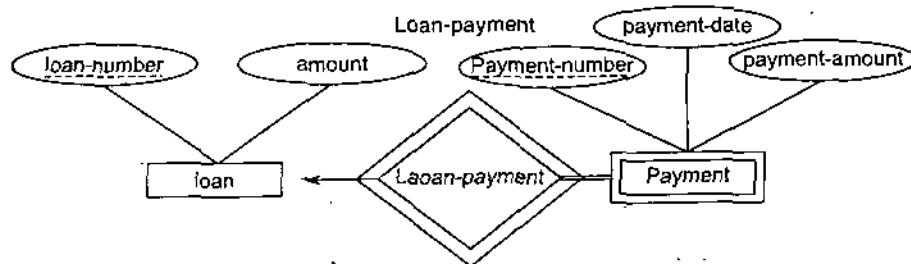 Loan-payment
payment-date
loan-number
amount
Payment-number
payment-amount
loan
Laoan-payment
Payment